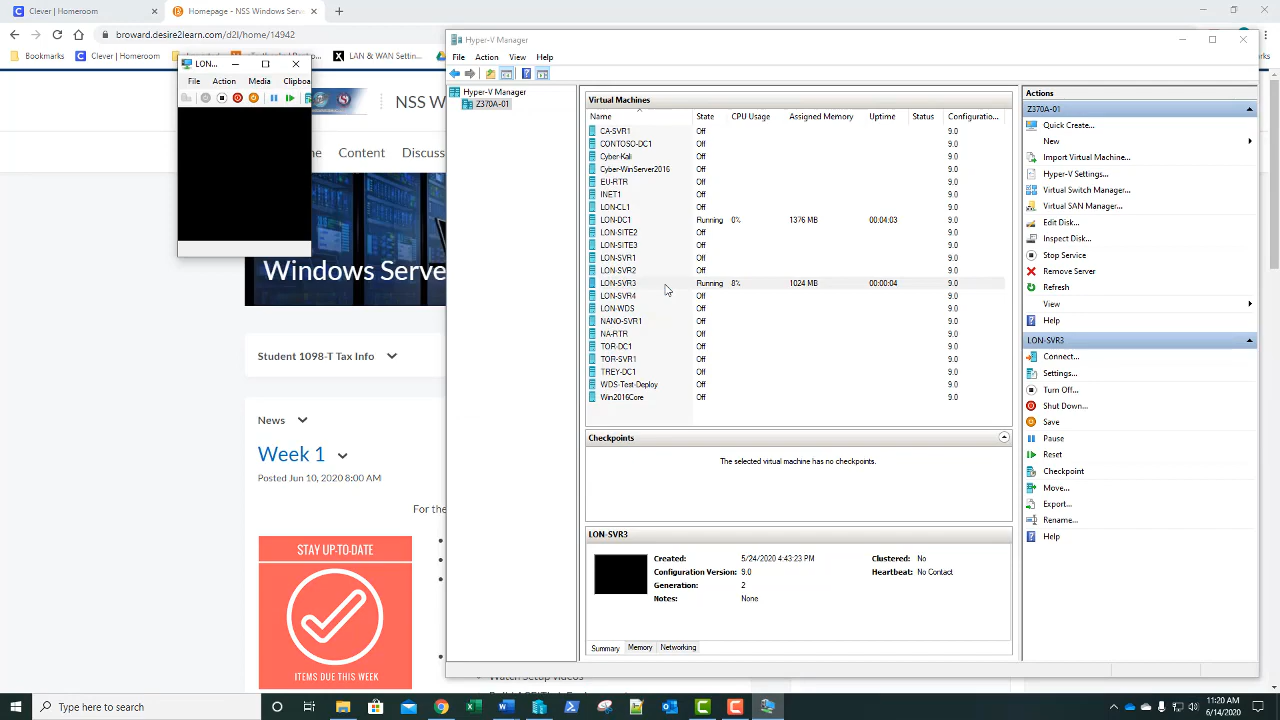 Clever | Homeroom
Homepage - NSS Windows Serve
broward.desire2learn.com/d2l/home/14942
Bookmarks
Clever | Homeroom
LAN & WAN Settin...
LON...
File Action Media Clipboa
NSS W
Content Discuss
Windows Serve
Student 1098-T Tax Info
News
Week 1
Posted Jun 10, 2020 8:00 AM
For the
STAY UP-TO-DATE
ITEMS DUE THIS WEEK
Watch Setup videos
Hyper-V Manager
File Action View Help
Hyper-V Manager
Z370A-01
Virtual Machines
Name State CPU Usage Assigned Memory Uptime Status Configuratio...
CA-SVR1 Off 9.0
CONTOSO-DC1 Off 9.0
Cyber-Kali Off 9.0
Cyber-WinServer2016 Off 9.0
EU-RTR Off 9.0
INET1 Off 9.0
LON-CL1 Off 9.0
LON-DC1 Running 0% 1376 MB 00:04:03 9.0
LON-SITE2 Off 9.0
LON-SITE3 Off 9.0
LON-SVR1 Off 9.0
LON-SVR2 Off 9.0
LON-SVR3 Running 8% 1024 MB 00:00:04 9.0
LON-SVR4 Off 9.0
LON-WDS Off 9.0
NANO-SVR1 Off 9.0
NA-RTR Off 9.0
TOR-DC1 Off 9.0
TOR-SVR1 Off 9.0
TREY-DC1 Off 9.0
WDS-Test-Deploy Off 9.0
Win2016Core Off 9.0
Checkpoints
The selected virtual machine has no checkpoints.
LON-SVR3
Created: 5/24/2020 4:43:23 PM Clustered: No
Configuration Version: 9.0 Heartbeat: No Contact
Generation: 2
Notes: None
Summary Memory Networking
Actions
Z370A-01
Quick Create...
New
Import Virtual Machine...
Hyper-V Settings...
Virtual Switch Manager...
Virtual SAN Manager...
Edit Disk...
Inspect Disk...
Stop Service
Remove Server
Refresh
View
Help
LON-SVR3
Connect...
Settings...
Turn Off...
Shut Down...
Save
Pause
Reset
Checkpoint
Move...
Export...
Rename...
Help
Type here to search
11:20 AM
6/14/2020